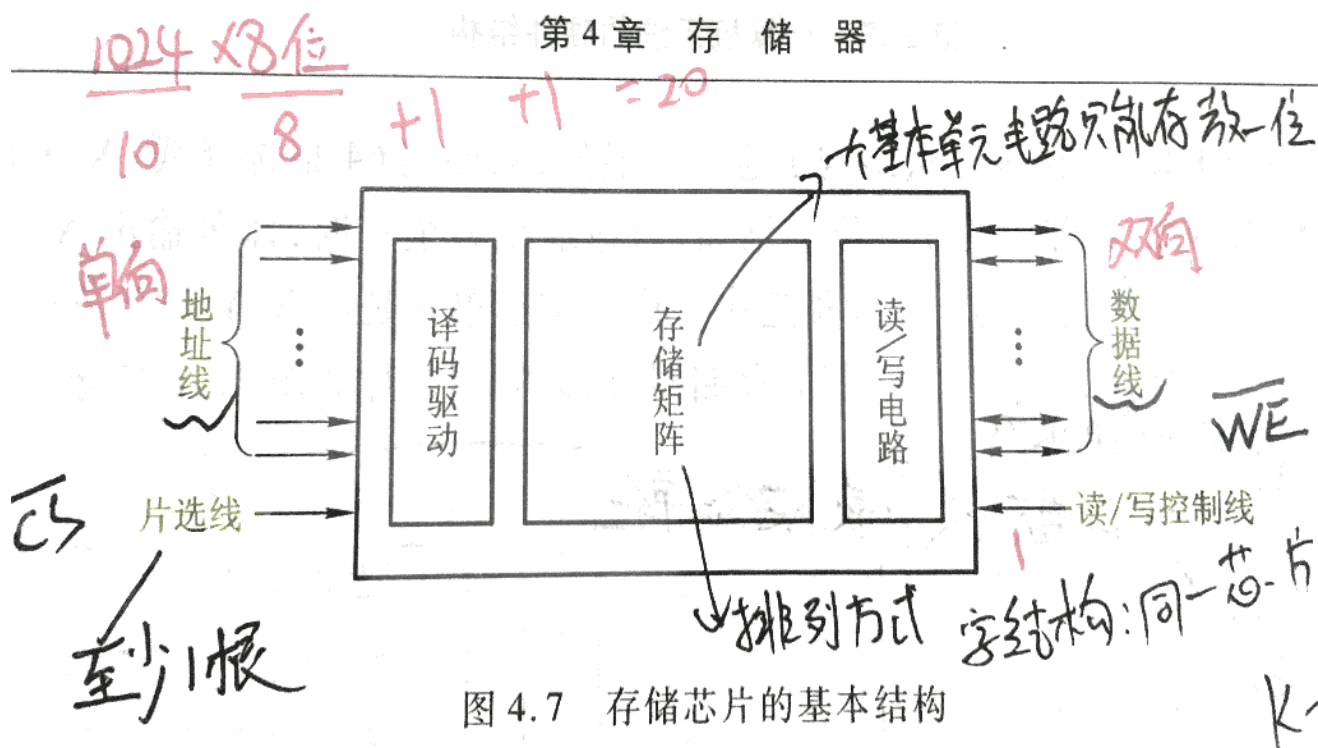 第4章 存储器
1024×8位
10 8 +1 +1 =20
个基本单元电路只能存放一位
单向
双向
地址线
译码驱动
存储矩阵
读/写电路
数据线
WE
CS
片选线
读/写控制线
1
至少1根
排列方式
字结构:同一芯片
图4.7 存储芯片的基本结构
K